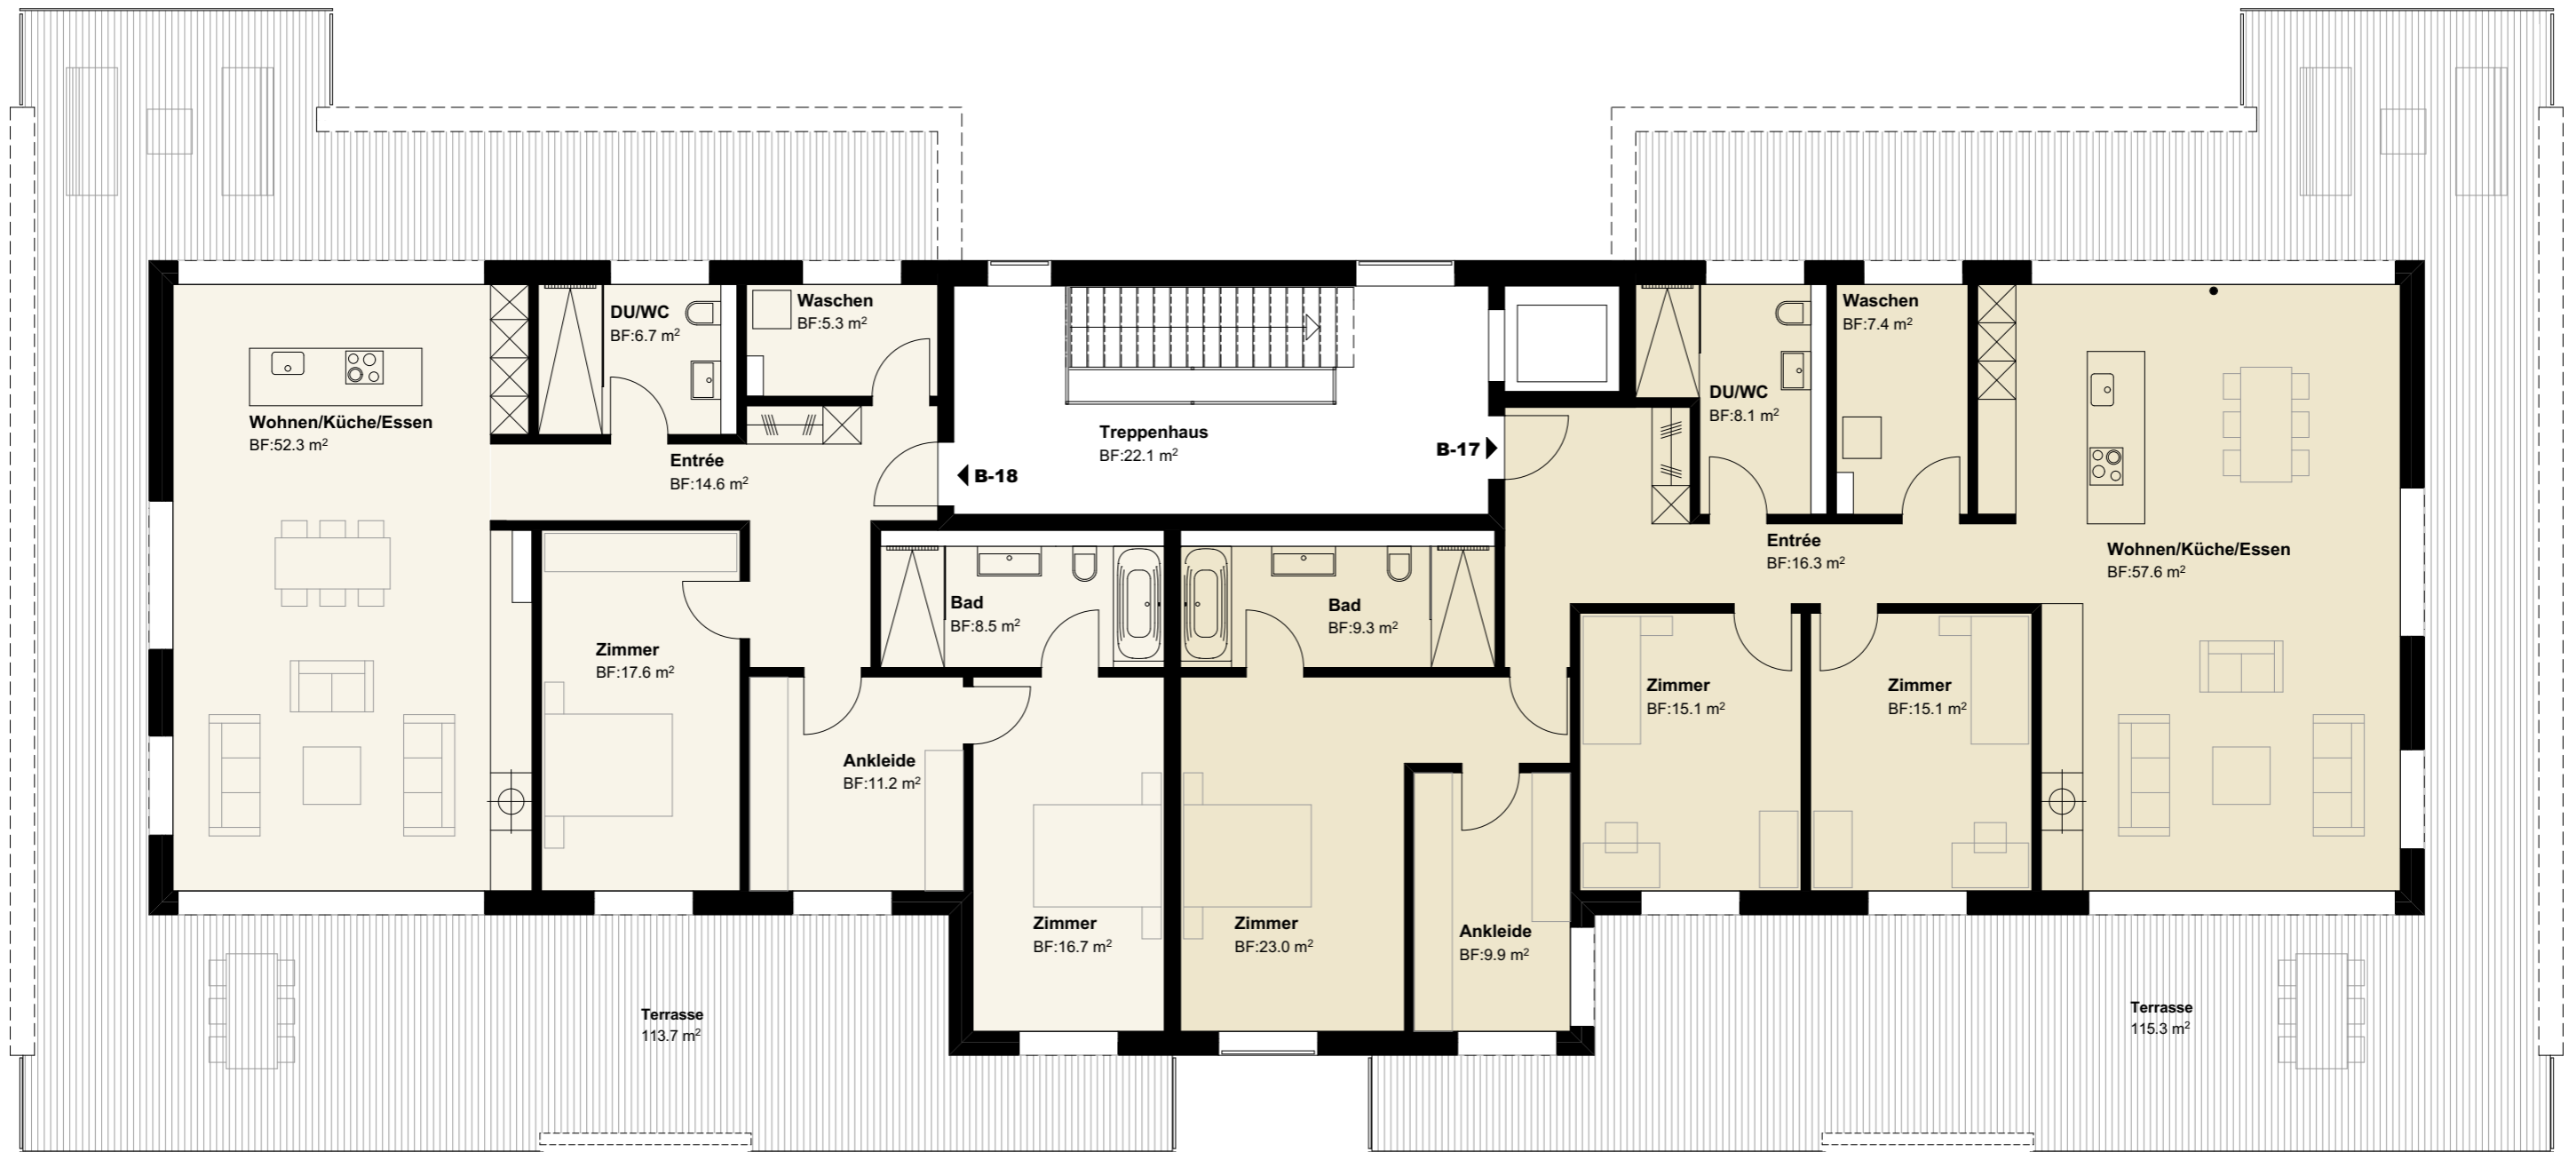 Waschen
BF:5.3 m²
DU/WC
BF:6.7 m²
Wohnen/Küche/Essen
BF:52.3 m²
Entrée
BF:14.6 m²
B-18
Treppenhaus
BF:22.1 m²
B-17
Waschen
BF:7.4 m²
DU/WC
BF:8.1 m²
Entrée
BF:16.3 m²
Wohnen/Küche/Essen
BF:57.6 m²
Bad
BF:8.5 m²
Bad
BF:9.3 m²
Zimmer
BF:17.6 m²
Zimmer
BF:15.1 m²
Zimmer
BF:15.1 m²
Ankleide
BF:11.2 m²
Zimmer
BF:16.7 m²
Zimmer
BF:23.0 m²
Ankleide
BF:9.9 m²
Terrasse
113.7 m²
Terrasse
115.3 m²